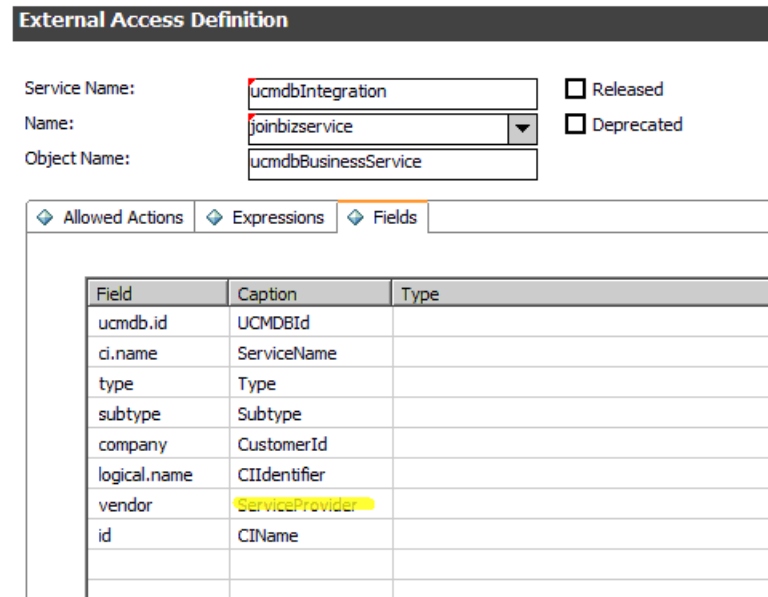 External Access Definition
Service Name: ucmdbIntegration Released
Name: joinbizservice Deprecated
Object Name: ucmdbBusinessService
Allowed Actions Expressions Fields
Field Caption Type
ucmdb.id UCMDBId
ci.name ServiceName
type Type
subtype Subtype
company CustomerId
logical.name CIIdentifier
vendor ServiceProvider
id CIName